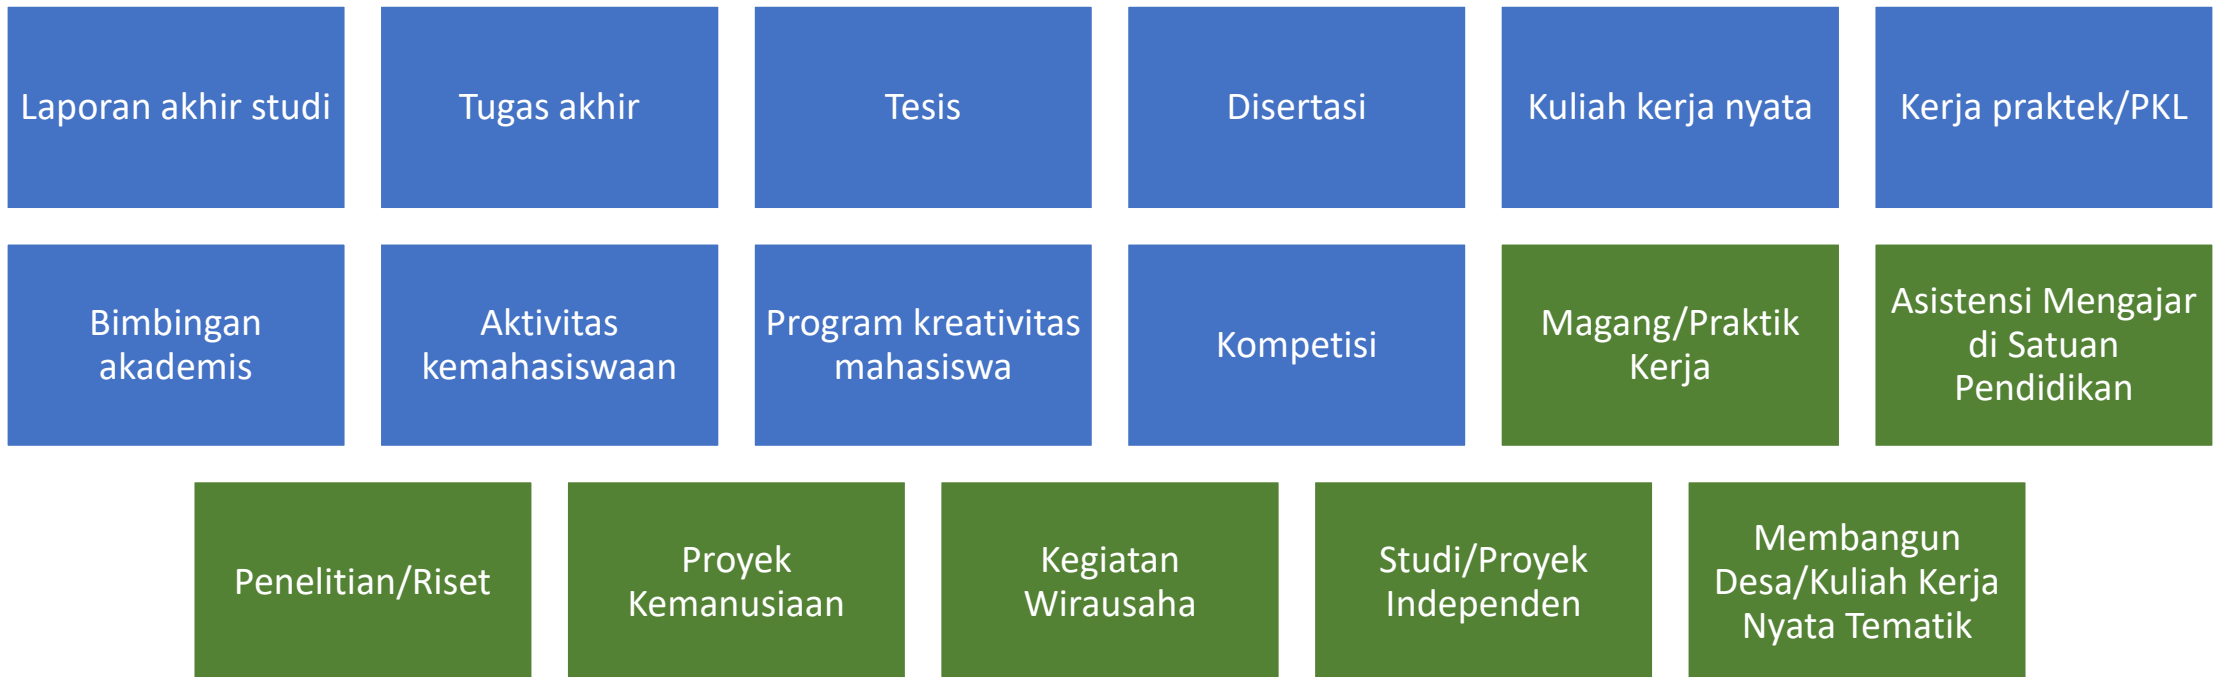 Laporan akhir studi
Tugas akhir
Tesis
Disertasi
Kuliah kerja nyata
Kerja praktek/PKL
Bimbingan
akademis
Aktivitas
kemahasiswaan
Program kreativitas
mahasiswa
Kompetisi
Magang/Praktik
Kerja
Asistensi Mengajar
di Satuan
Pendidikan
Penelitian/Riset
Proyek
Kemanusiaan
Kegiatan
Wirausaha
Studi/Proyek
Independen
Membangun
Desa/Kuliah Kerja
Nyata Tematik